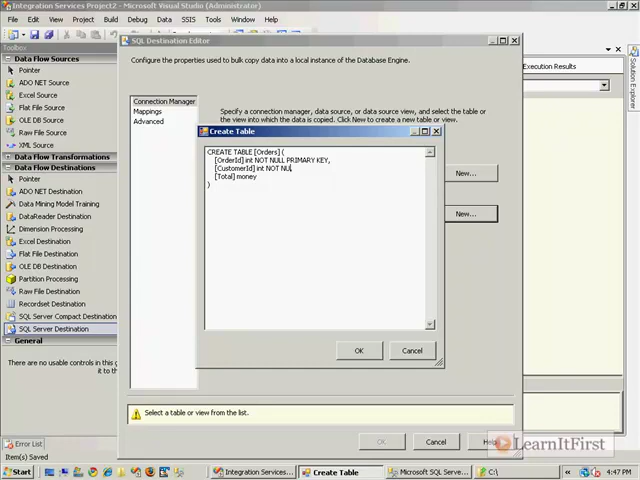 Integration Services Project2 - Microsoft Visual Studio (Administrator)
File Edit View Project Build Debug Data SSIS Tools Window Help
Toolbox
Data Flow Sources
Pointer
ADO NET Source
Excel Source
Flat File Source
OLE DB Source
Raw File Source
XML Source
Data Flow Transformations
Data Flow Destinations
Pointer
ADO NET Destination
Data Mining Model Training
DataReader Destination
Dimension Processing
Excel Destination
Flat File Destination
OLE DB Destination
Partition Processing
Raw File Destination
Recordset Destination
SQL Server Compact Destination
SQL Server Destination
General
There are no usable controls in this g
it to t
Error List
Item(s) Saved
SQL Destination Editor
Configure the properties used to bulk copy data into a local instance of the Database Engine.
Connection Manager
Mappings
Advanced
Specify a connection manager, data source, or data source view, and select the table or
the view into which the data is copied. Click New to create a new table or view.
New...
New...
Create Table
CREATE TABLE [Orders] (
[OrderId] int NOT NULL PRIMARY KEY,
[CustomerId] int NOT NU
[Total] money
)
OK Cancel
Select a table or view from the list.
OK Cancel Help
Execution Results
Solution Explorer
LearnItFirst
Start
Integration Services...
Create Table
Microsoft SQL Serve...
C:\
4:47 PM